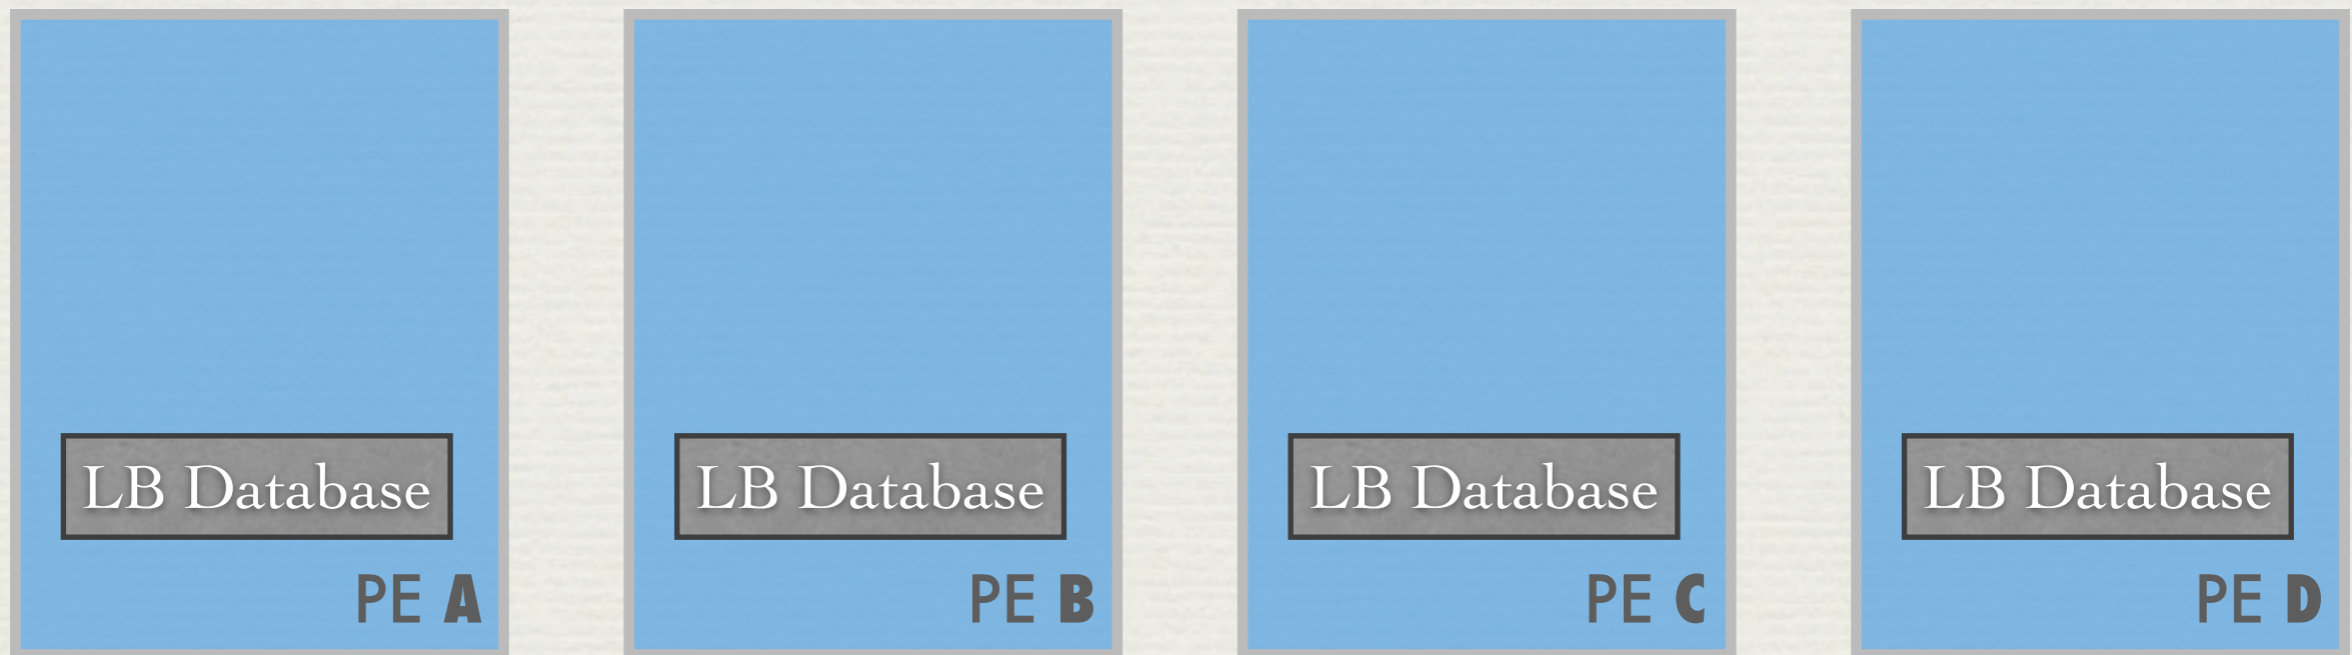 LB Database
PE A
LB Database
PE B
LB Database
PE C
LB Database
PE D